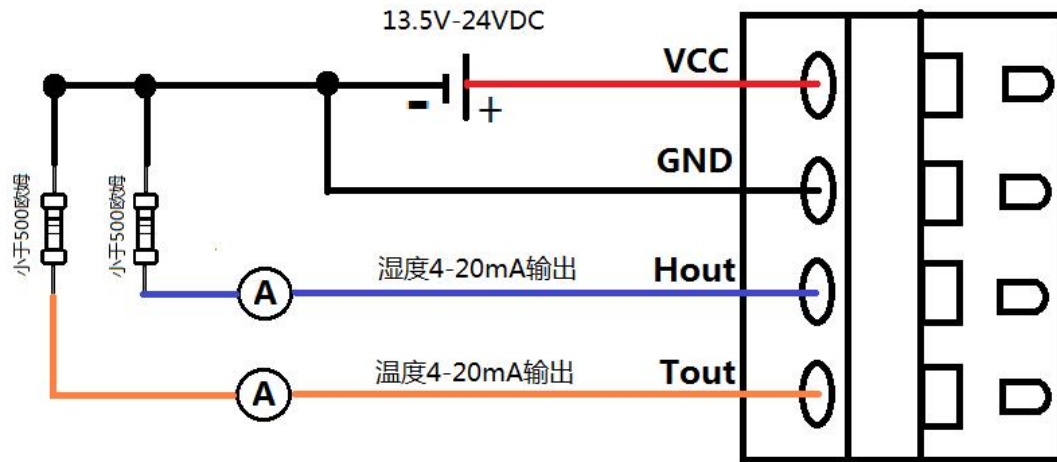 13.5V-24VDC
VCC
- +
GND
小于500欧姆
小于500欧姆
A
湿度4-20mA输出
Hout
A
温度4-20mA输出
Tout